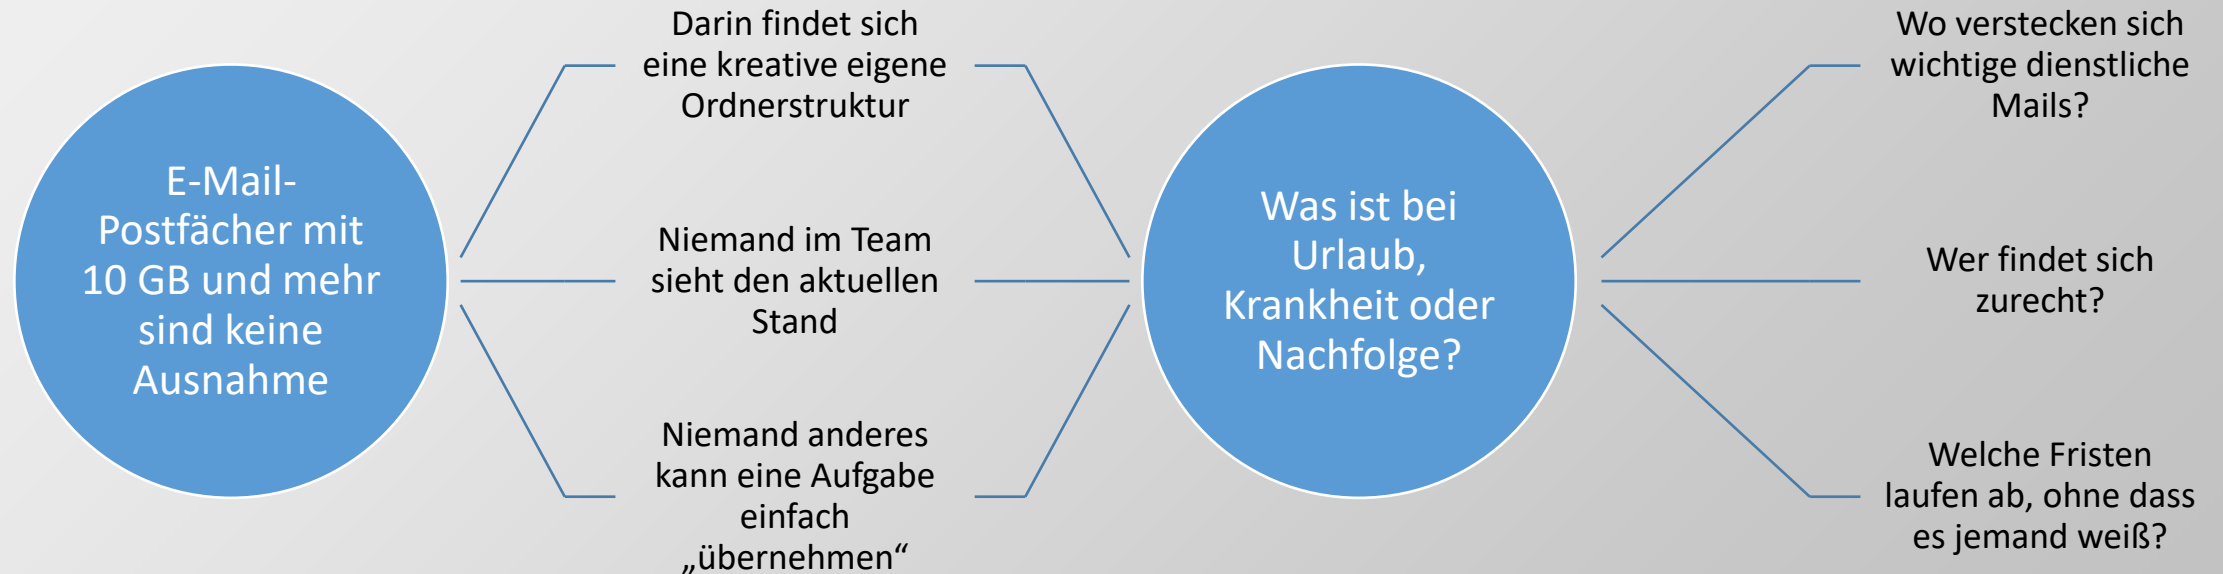 E-Mail-
Postfächer mit
10 GB und mehr
sind keine
Ausnahme
Darin findet sich
eine kreative eigene
Ordnerstruktur
Niemand im Team
sieht den aktuellen
Stand
Niemand anderes
kann eine Aufgabe
einfach
„übernehmen“
Was ist bei
Urlaub,
Krankheit oder
Nachfolge?
Wo verstecken sich
wichtige dienstliche
Mails?
Wer findet sich
zurecht?
Welche Fristen
laufen ab, ohne dass
es jemand weiß?